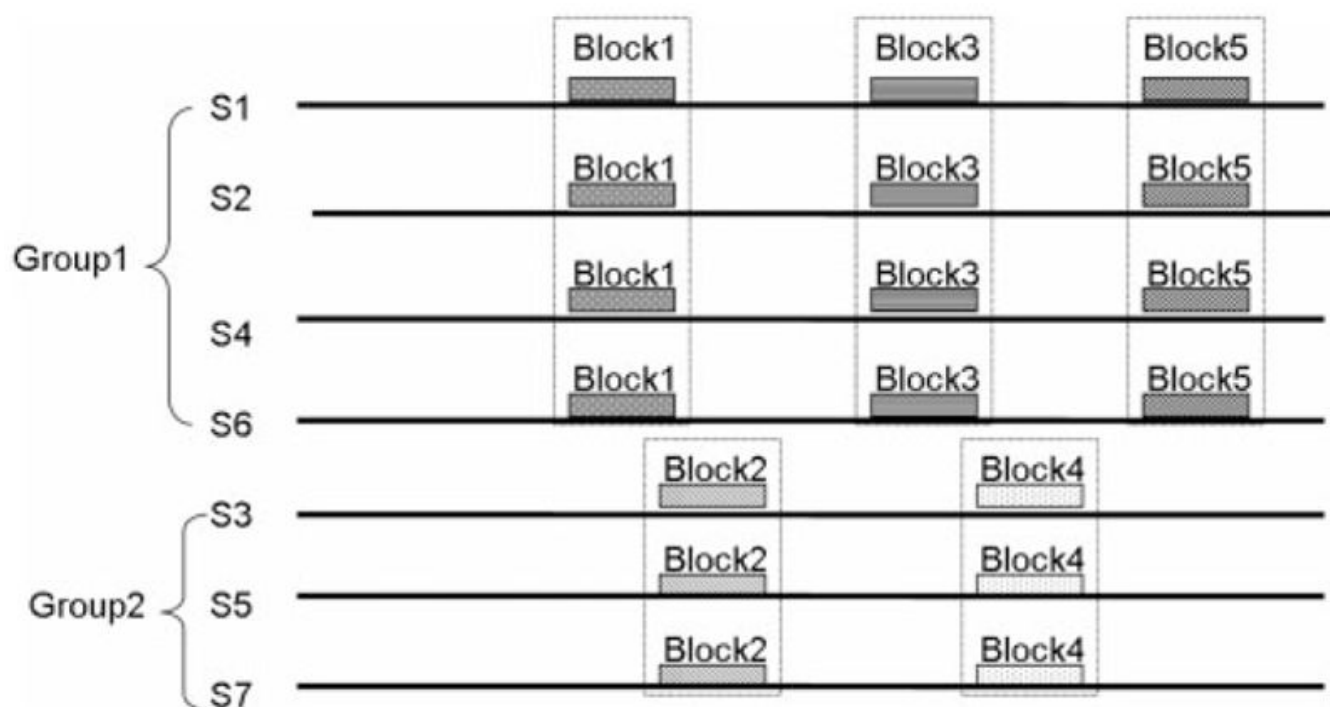 Block1 Block3 Block5
S1
Block1 Block3 Block5
S2
Group1
Block1 Block3 Block5
S4
Block1 Block3 Block5
S6
Block2 Block4
S3
Block2 Block4
Group2 S5
Block2 Block4
S7